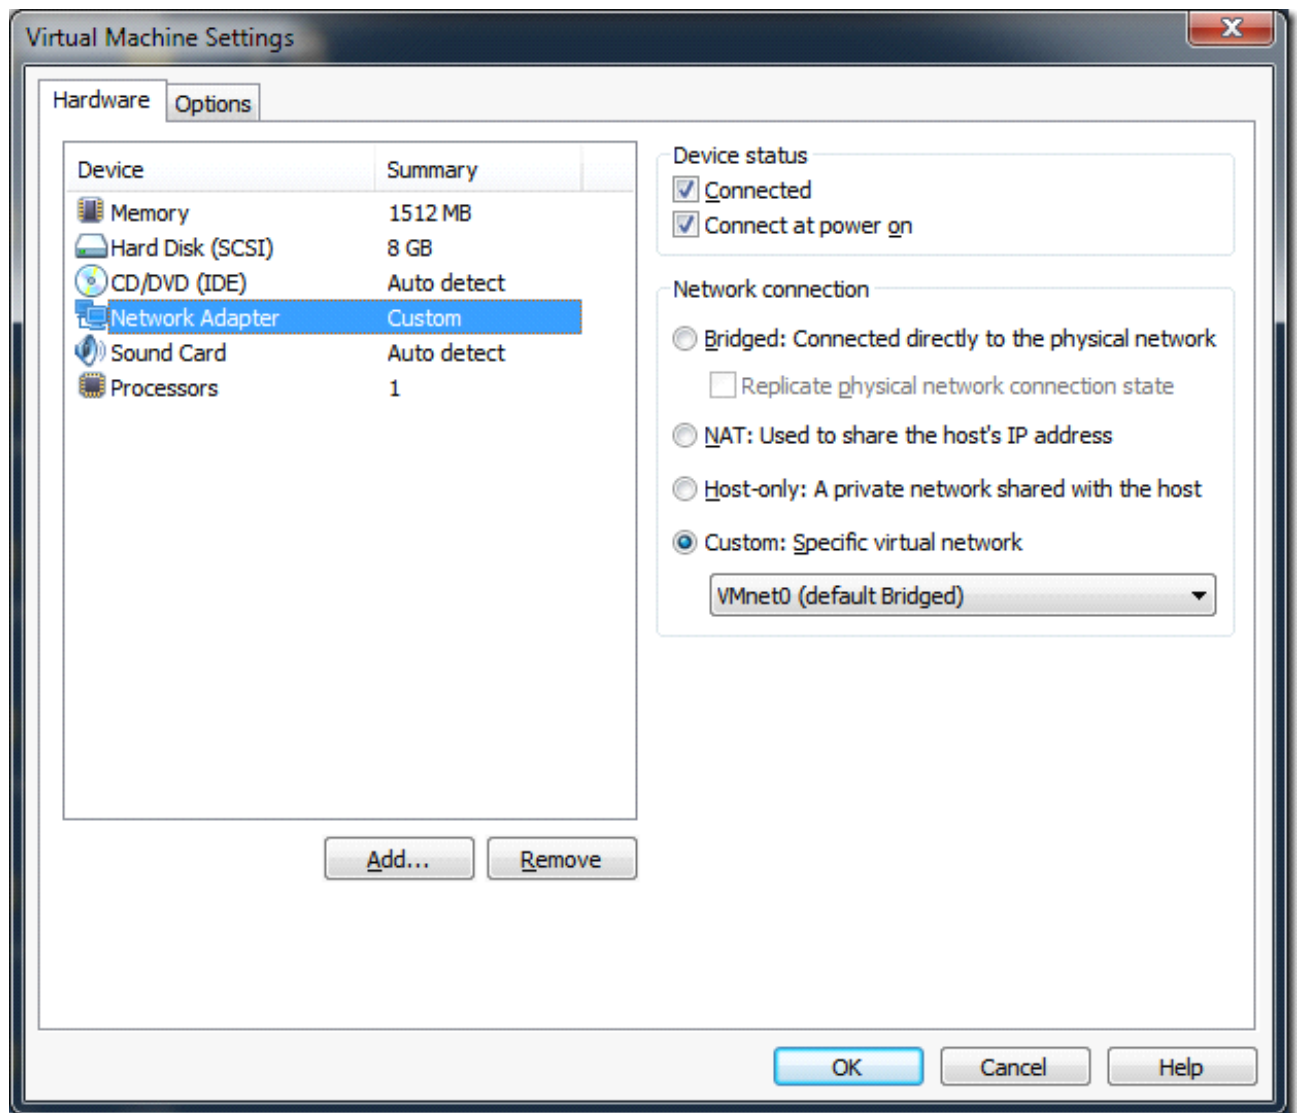 Virtual Machine Settings
Hardware Options
Device Summary
Memory 1512 MB
Hard Disk (SCSI) 8 GB
CD/DVD (IDE) Auto detect
Network Adapter Custom
Sound Card Auto detect
Processors 1
Add... Remove
Device status
Connected
Connect at power on
Network connection
Bridged: Connected directly to the physical network
Replicate physical network connection state
NAT: Used to share the host's IP address
Host-only: A private network shared with the host
Custom: Specific virtual network
VMnet0 (default Bridged)
OK Cancel Help